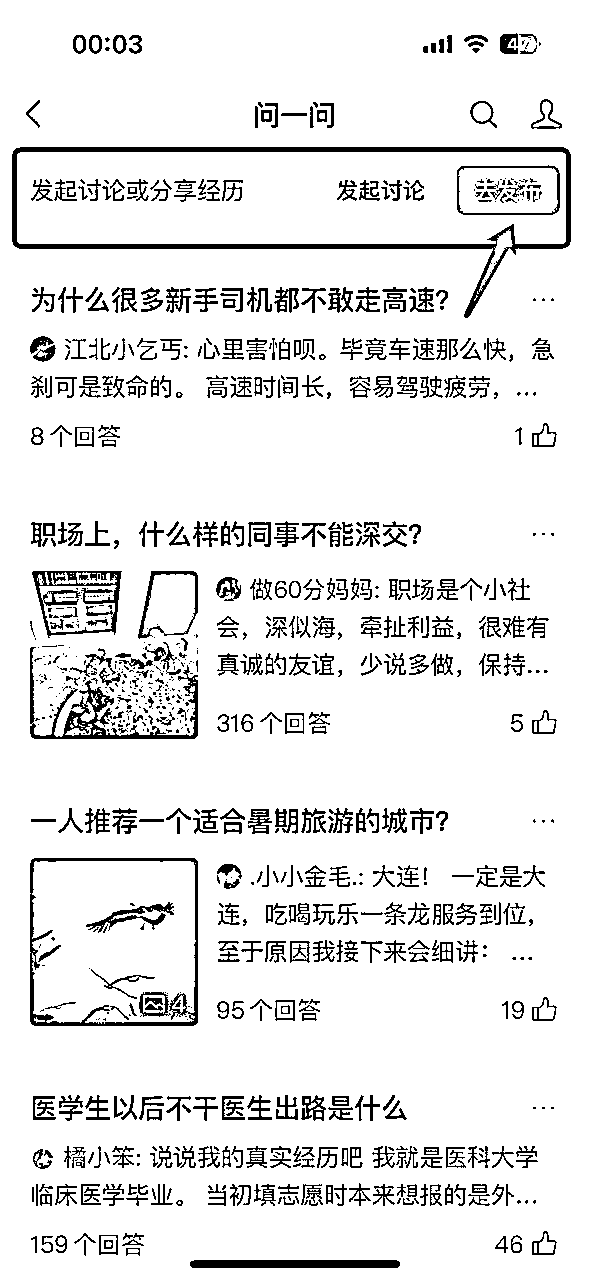 00:03
47
问一问
发起讨论或分享经历 发起讨论 去发布
为什么很多新手司机都不敢走高速? ...
江北小乞丐: 心里害怕呗。毕竟车速那么快，急
刹可是致命的。 高速时间长，容易驾驶疲劳，...
8个回答 1
职场上，什么样的同事不能深交? ...
做60分妈妈: 职场是个小社
会，深似海，牵扯利益，很难有
真诚的友谊，少说多做，保持...
316个回答 5
一人推荐一个适合暑期旅游的城市? ...
.小小金毛.: 大连! 一定是大
连，吃喝玩乐一条龙服务到位，
至于原因我接下来会细讲: ...
4
95个回答 19
医学生以后不干医生出路是什么 ...
橘小笨: 说说我的真实经历吧 我就是医科大学
临床医学毕业。 当初填志愿时本来想报的是外...
159个回答 46